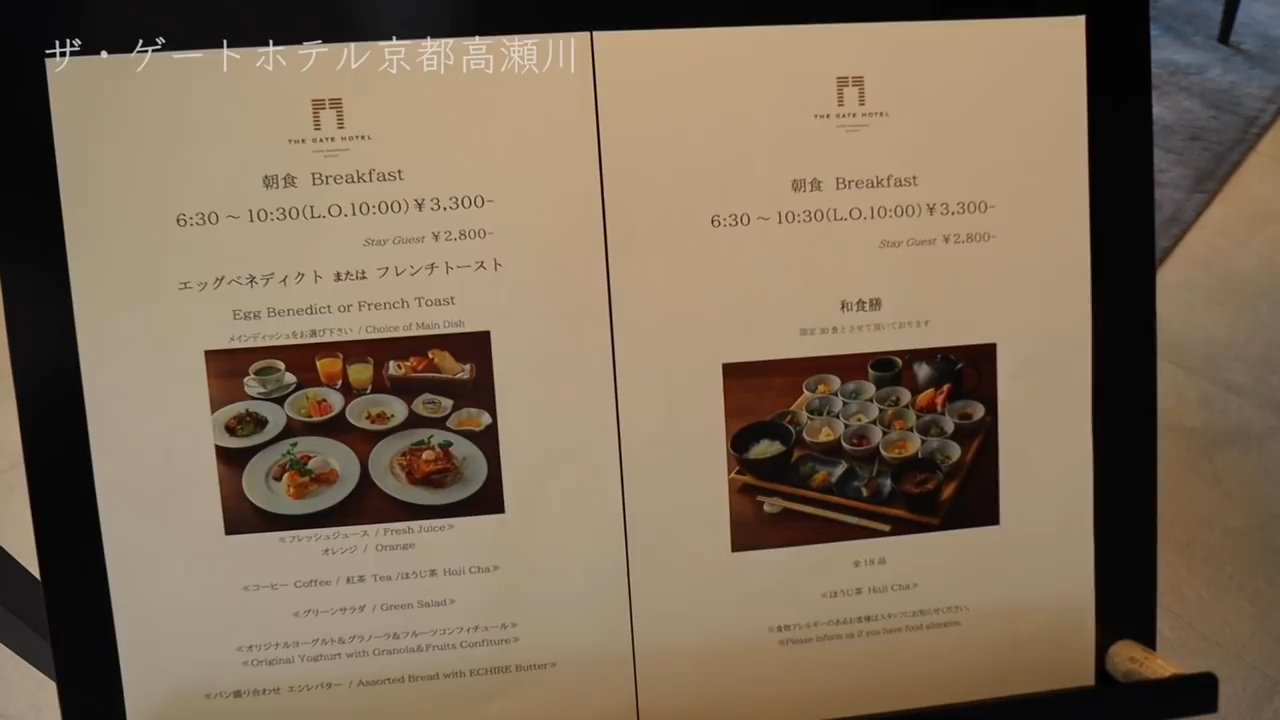 ザ・ゲートホテル京都高瀬川
THE GATE HOTEL
朝食 Breakfast
6:30 ～ 10:30(L.O.10:00)￥3,300-
Stay Guest ￥2,800-
エッグベネディクト または フレンチトースト
Egg Benedict or French Toast
メインディッシュをお選び下さい / Choice of Main Dish
≪フレッシュジュース / Fresh Juice≫
オレンジ / Orange
≪コーヒー Coffee / 紅茶 Tea /ほうじ茶 Hoji Cha≫
≪グリーンサラダ / Green Salad≫
≪オリジナルヨーグルト&グラノーラ&フルーツコンフィチュール≫
≪Original Yoghurt with Granola&Fruits Confiture≫
≪パン盛り合わせ エシレバター / Assorted Bread with ECHIRE Butter≫
THE GATE HOTEL
朝食 Breakfast
6:30 ～ 10:30(L.O.10:00)￥3,300-
Stay Guest ￥2,800-
和食膳
限定30食とさせて頂いております
全18品
≪ほうじ茶 Hoji Cha≫
※食物アレルギーのあるお客様はスタッフにお知らせください。
※Please inform us if you have food allergies.